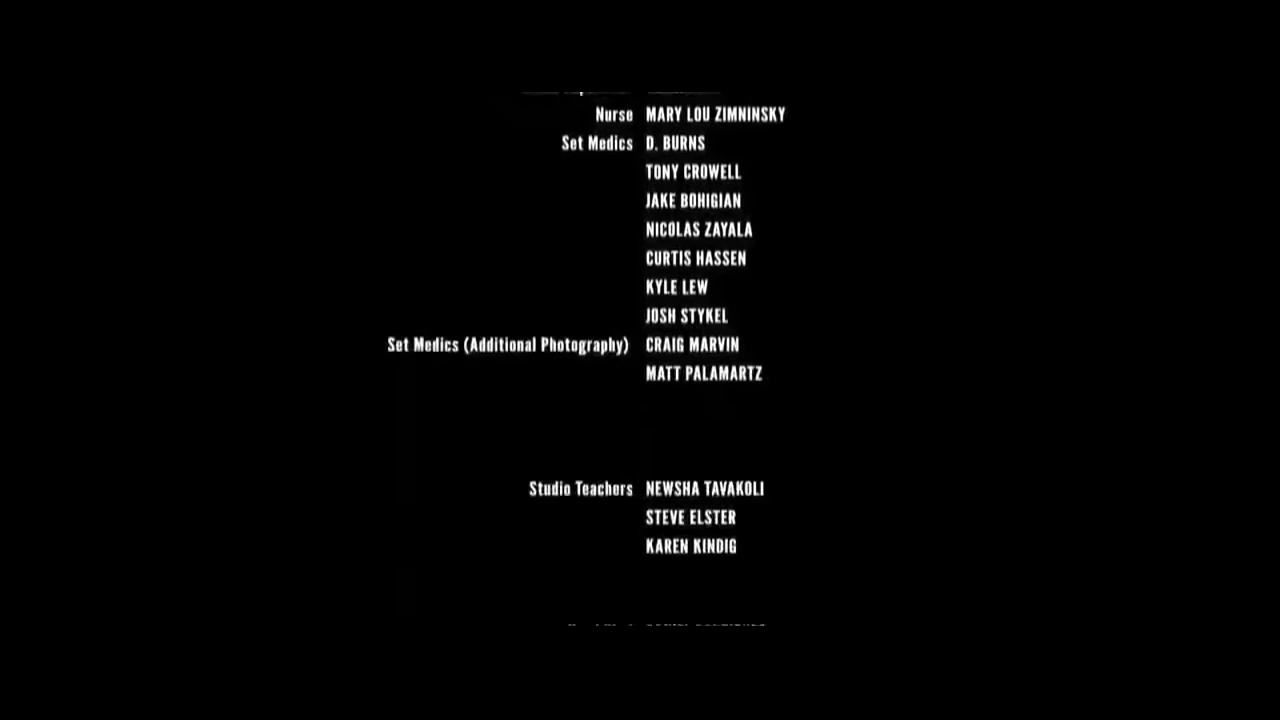 Nurse MARY LOU ZIMNINSKY
Set Medics D. BURNS
TONY CROWELL
JAKE BOHIGIAN
NICOLAS ZAYALA
CURTIS HASSEN
KYLE LEW
JOSH STYKEL
Set Medics (Additional Photography) CRAIG MARVIN
MATT PALAMARTZ
Studio Teachers NEWSHA TAVAKOLI
STEVE ELSTER
KAREN KINDIG